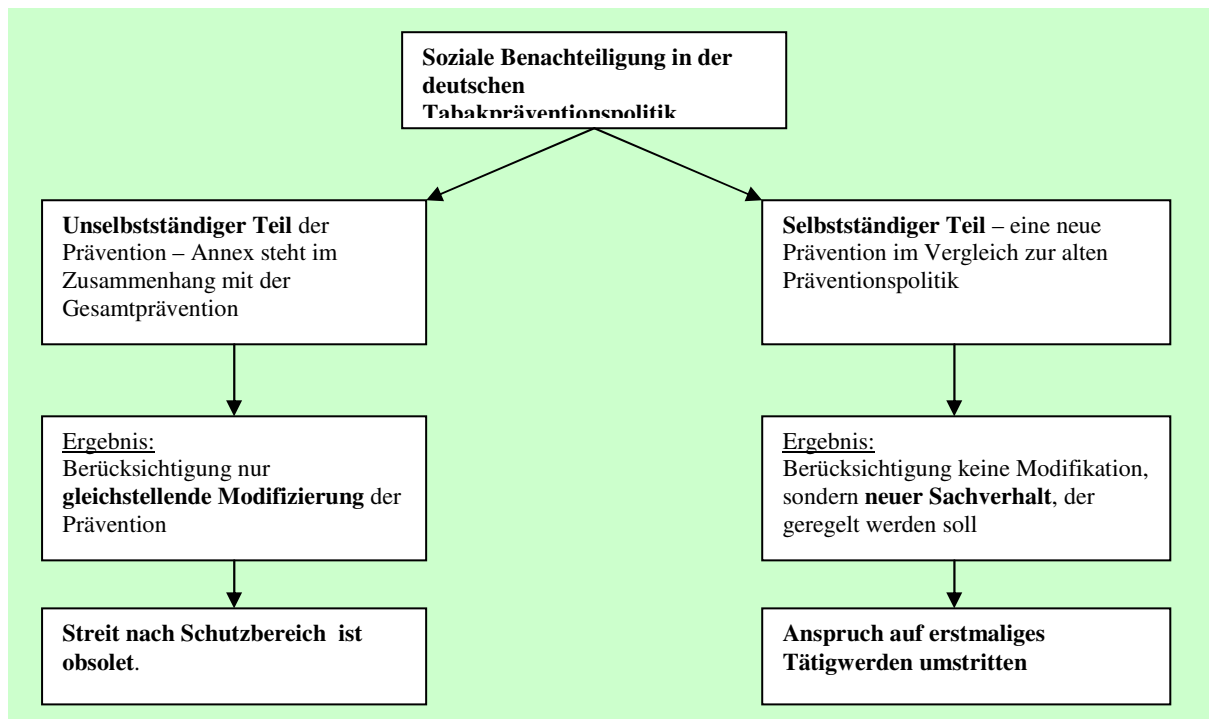 Soziale Benachteiligung in der
deutschen
Tabakpräventionspolitik
Unselbstständiger Teil der
Prävention – Annex steht im
Zusammenhang mit der
Gesamtprävention
Selbstständiger Teil – eine neue
Prävention im Vergleich zur alten
Präventionspolitik
Ergebnis:
Berücksichtigung nur
gleichstellende Modifizierung der
Prävention
Ergebnis:
Berücksichtigung keine Modifikation,
sondern neuer Sachverhalt, der
geregelt werden soll
Streit nach Schutzbereich  ist
obsolet.
Anspruch auf erstmaliges
Tätigwerden umstritten